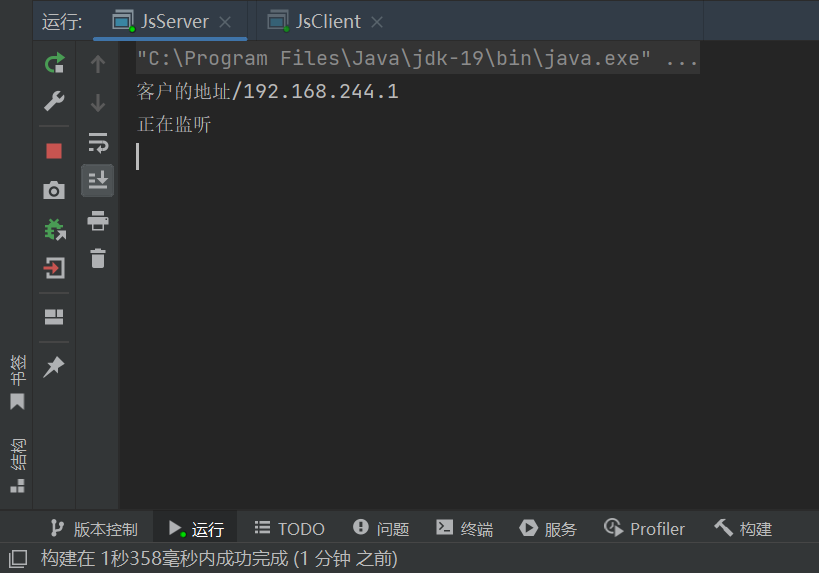 运行: JsServer JsClient
"C:\Program Files\Java\jdk-19\bin\java.exe" ...
客户的地址/192.168.244.1
正在监听
书签
结构
版本控制 运行 TODO 问题 终端 服务 Profiler 构建
构建在 1秒358毫秒内成功完成 (1 分钟 之前)